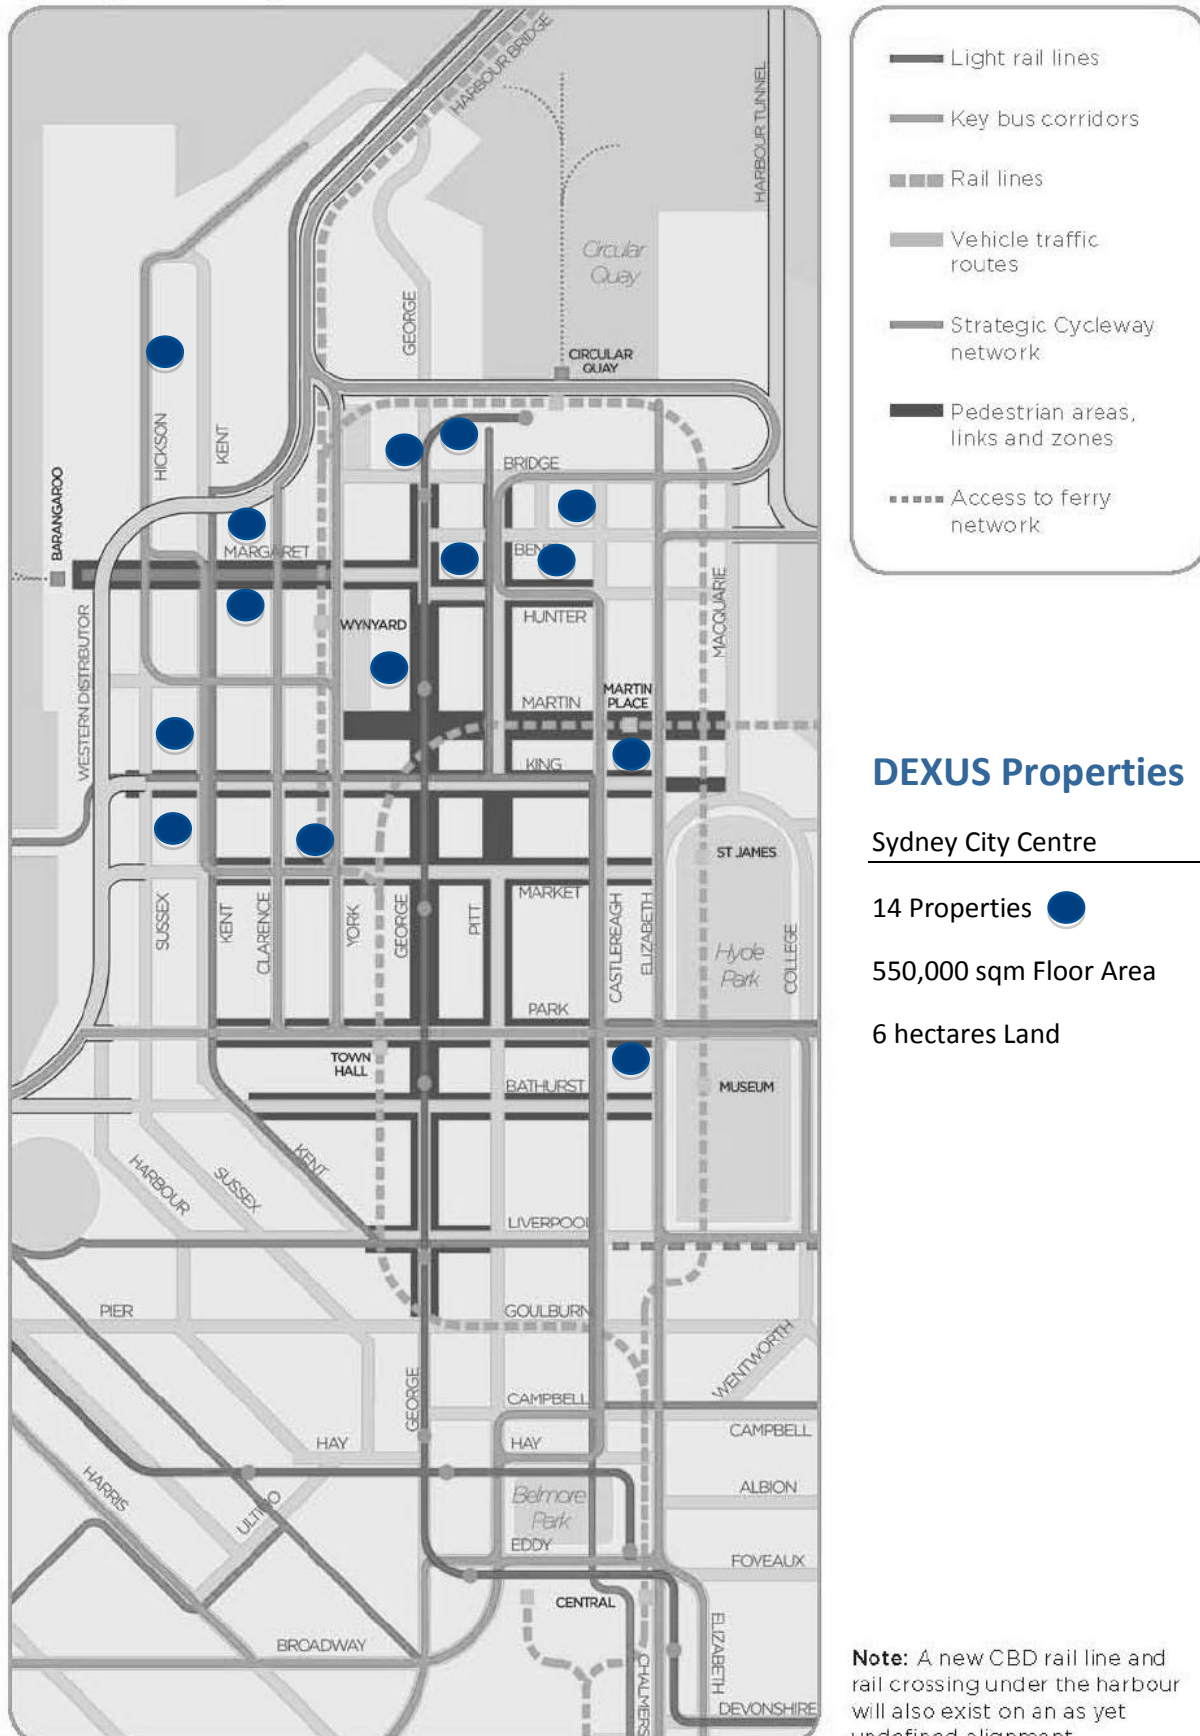 HARBOUR BRIDGE
HARBOUR TUNNEL
Circular
Quay
GEORGE
CIRCULAR
QUAY
HICKSON
KENT
BRIDGE
BARANGAROO
MARGARET
BENT
HUNTER
WYNYARD
MACQUARIE
WESTERN DISTRIBUTOR
MARTIN
MARTIN
PLACE
KING
ST JAMES
MARKET
SUSSEX
KENT
CLARENCE
YORK
GEORGE
PITT
CASTLEREAGH
ELIZABETH
Hyde
Park
COLLEGE
PARK
TOWN
HALL
BATHURST
MUSEUM
HARBOUR
SUSSEX
KENT
LIVERPOOL
PIER
GOULBURN
WENTWORTH
GEORGE
CAMPBELL
CAMPBELL
HAY
HAY
HARRIS
ULTIMO
Belmore
Park
ALBION
EDDY
FOVEAUX
CENTRAL
BROADWAY
CHALMERS
ELIZABETH
DEVONSHIRE
Light rail lines
Key bus corridors
Rail lines
Vehicle traffic
routes
Strategic Cycleway
network
Pedestrian areas,
links and zones
Access to ferry
network
DEXUS Properties
Sydney City Centre
14 Properties
550,000 sqm Floor Area
6 hectares Land
Note: A new CBD rail line and
rail crossing under the harbour
will also exist on an as yet
undefined alignment